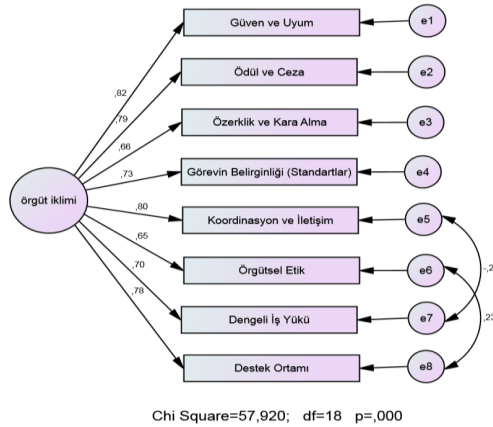 Güven ve Uyum
e1
,82
Ödül ve Ceza
e2
,79
Özerklik ve Kara Alma
e3
,66
Görevin Belirginliği (Standartlar)
e4
,73
örgüt iklimi
Koordinasyon ve İletişim
e5
,80
Örgütsel Etik
e6
,65
-,2
Dengeli İş Yükü
e7
,70
,23
Destek Ortamı
e8
,78
Chi Square=57,920; df=18 p=,000